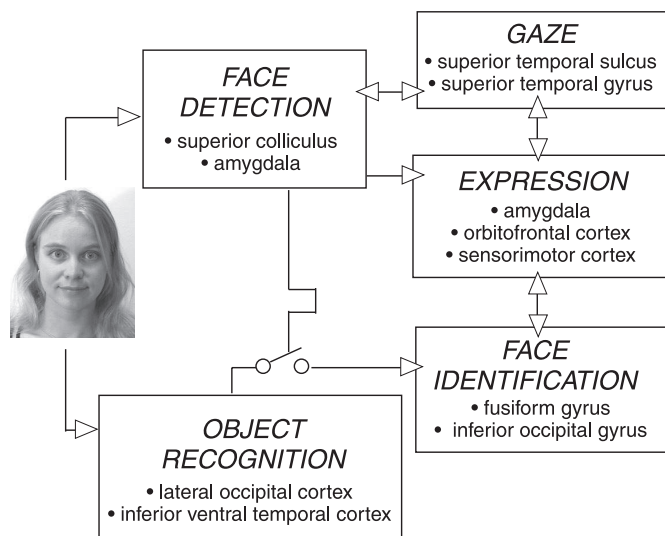 FACE
DETECTION
• superior colliculus
• amygdala
GAZE
• superior temporal sulcus
• superior temporal gyrus
EXPRESSION
• amygdala
• orbitofrontal cortex
• sensorimotor cortex
FACE
IDENTIFICATION
• fusiform gyrus
• inferior occipital gyrus
OBJECT
RECOGNITION
• lateral occipital cortex
• inferior ventral temporal cortex